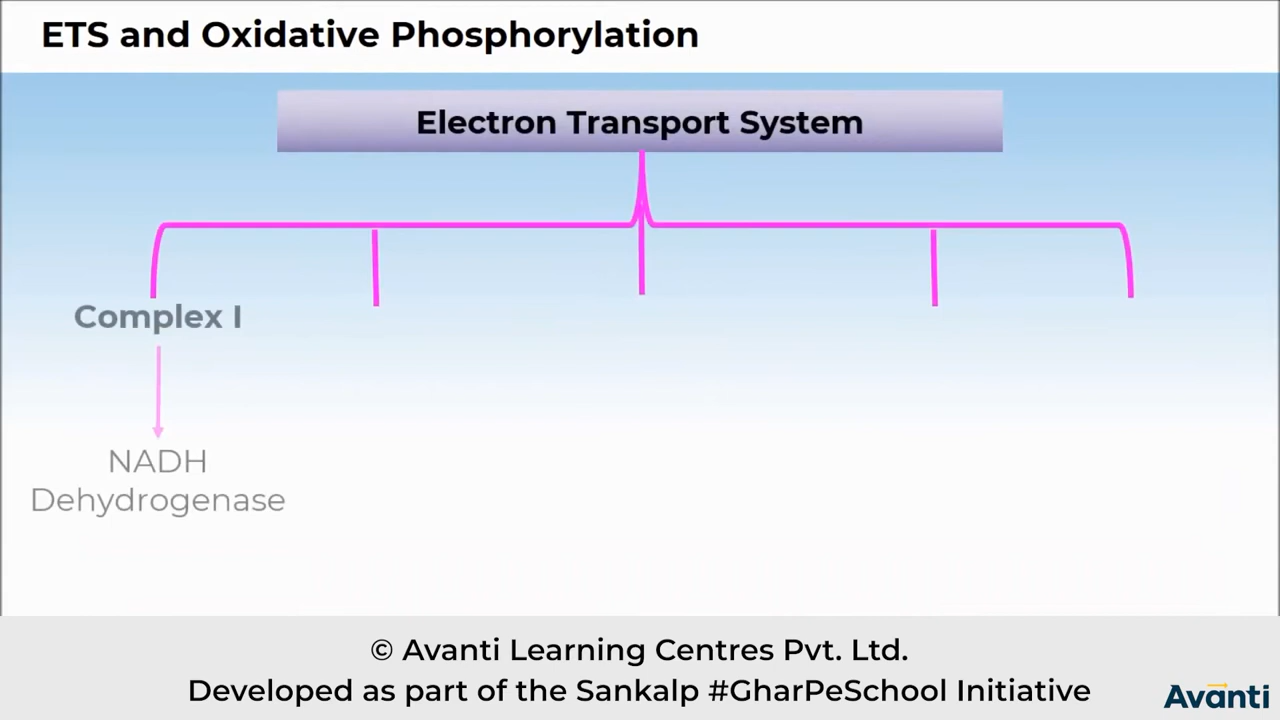 ETS and Oxidative Phosphorylation
Electron Transport System
Complex I
NADH
Dehydrogenase
© Avanti Learning Centres Pvt. Ltd.
Developed as part of the Sankalp #GharPeSchool Initiative
Avanti